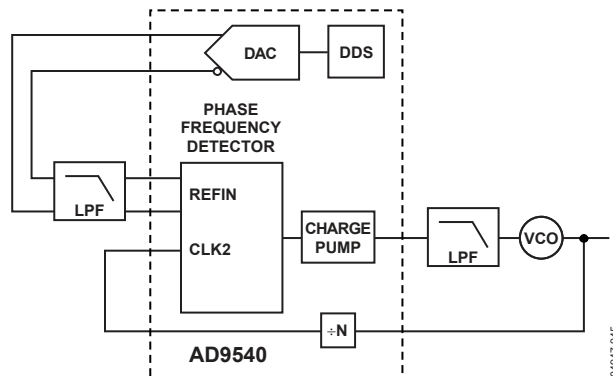 DAC
DDS
PHASE
FREQUENCY
DETECTOR
LPF
REFIN
CLK2
CHARGE
PUMP
LPF
VCO
÷N
AD9540